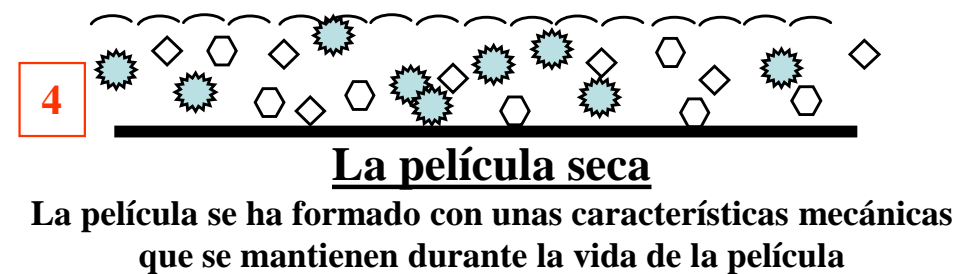 4
La película seca
La película se ha formado con unas características mecánicas
que se mantienen durante la vida de la película